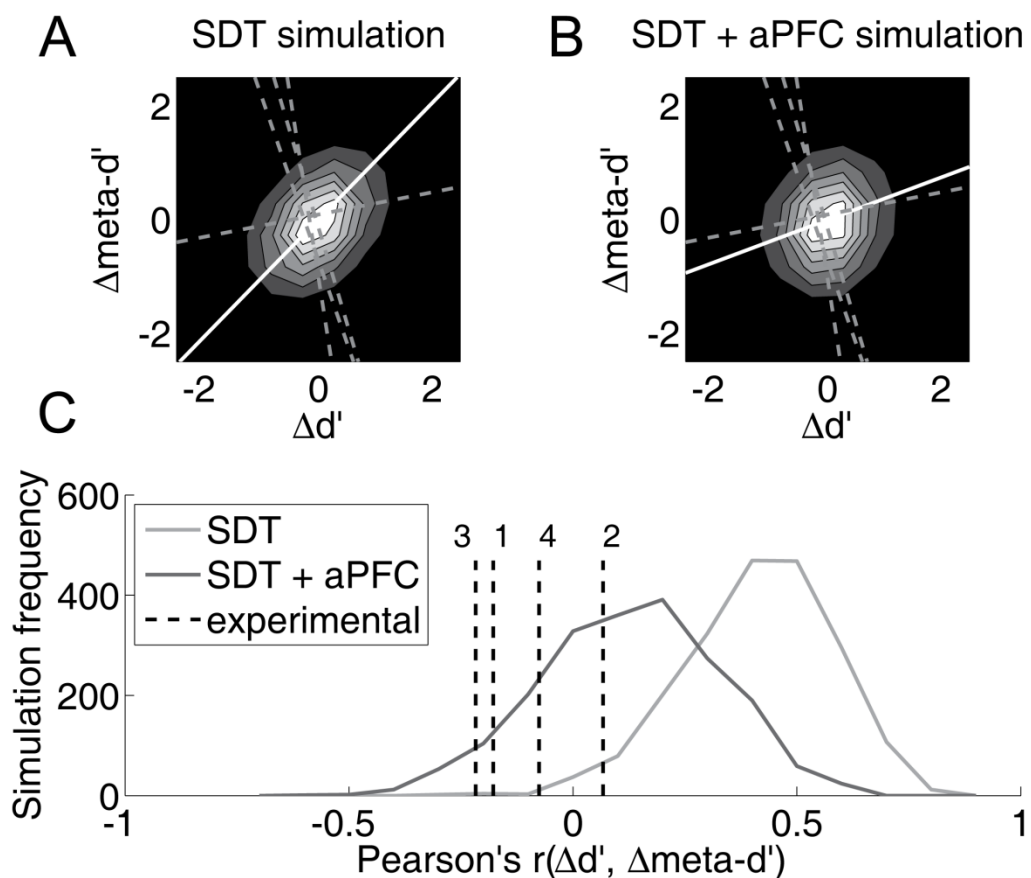 A SDT simulation
B SDT + aPFC simulation
Δmeta-d'
2
0
-2
-2 0 2
Δd'
Δmeta-d'
2
0
-2
-2 0 2
Δd'
C
Simulation frequency
600
400
200
0
SDT
SDT + aPFC
experimental
3 1 4 2
-1 -0.5 0 0.5 1
Pearson's r(Δd', Δmeta-d')